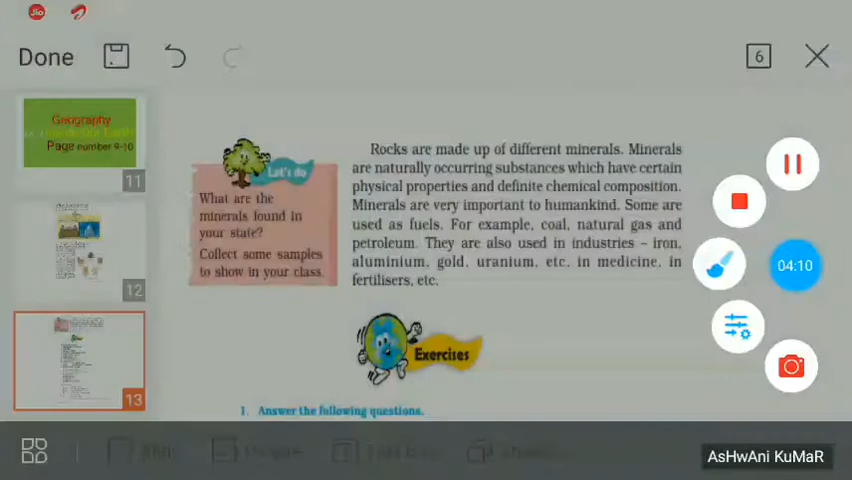 Jio
Done
6
Geography
Page number 9-10
11
12
13
Let's do
What are the
minerals found in
your state?
Collect some samples
to show in your class.
Rocks are made up of different minerals. Minerals
are naturally occurring substances which have certain
physical properties and definite chemical composition.
Minerals are very important to humankind. Some are
used as fuels. For example, coal, natural gas and
petroleum. They are also used in industries – iron,
aluminium, gold, uranium, etc, in medicine, in
fertilisers, etc.
Exercises
1. Answer the following questions.
04:10
AsHwAni KuMaR